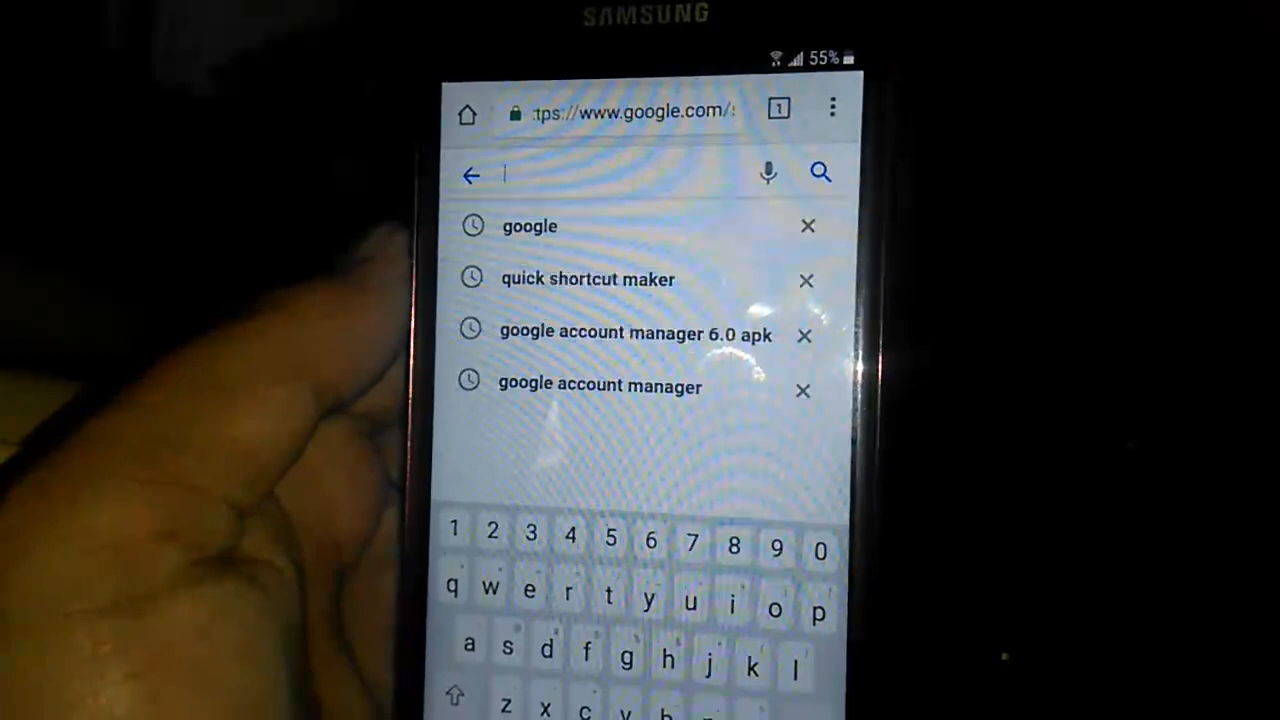 SAMSUNG
55%
tps://www.google.com/s
1
google
quick shortcut maker
google account manager 6.0 apk
google account manager
1 2 3 4 5 6 7 8 9 0
q w e r t y u i o p
a s d f g h j k l
z x c v b